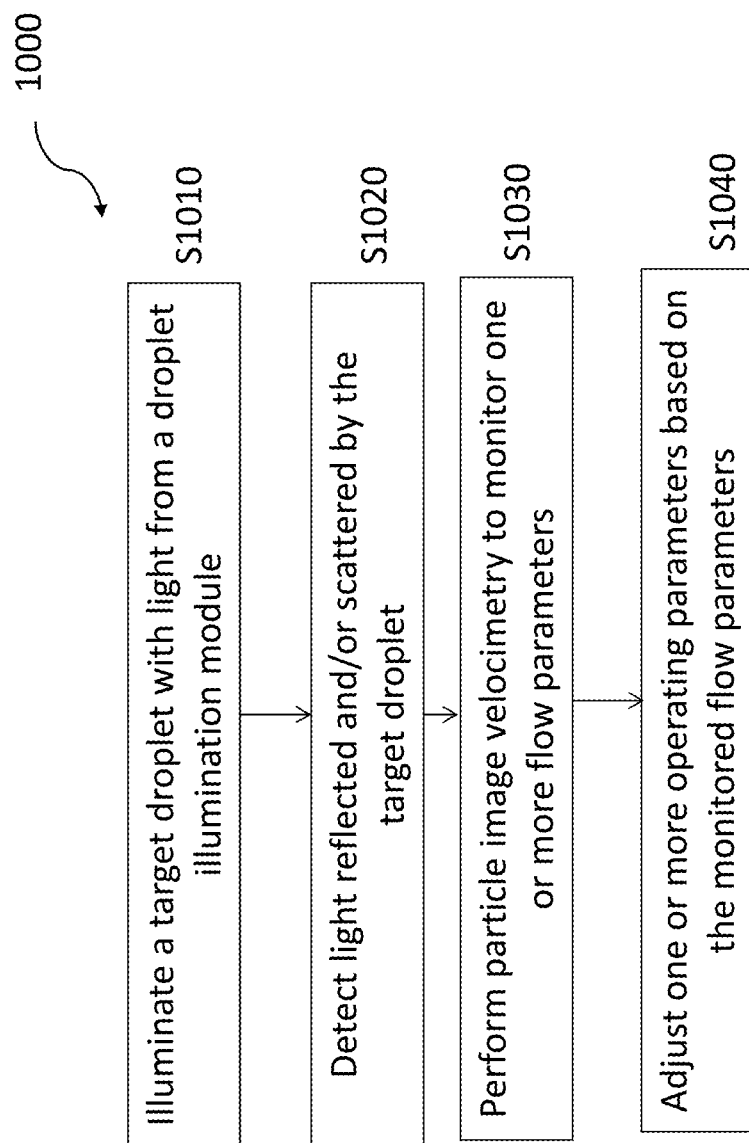 1000
Illuminate a target droplet with light from a droplet
illumination module
S1010
Detect light reflected and/or scattered by the
target droplet
S1020
Perform particle image velocimetry to monitor one
or more flow parameters
S1030
Adjust one or more operating parameters based on
the monitored flow parameters
S1040